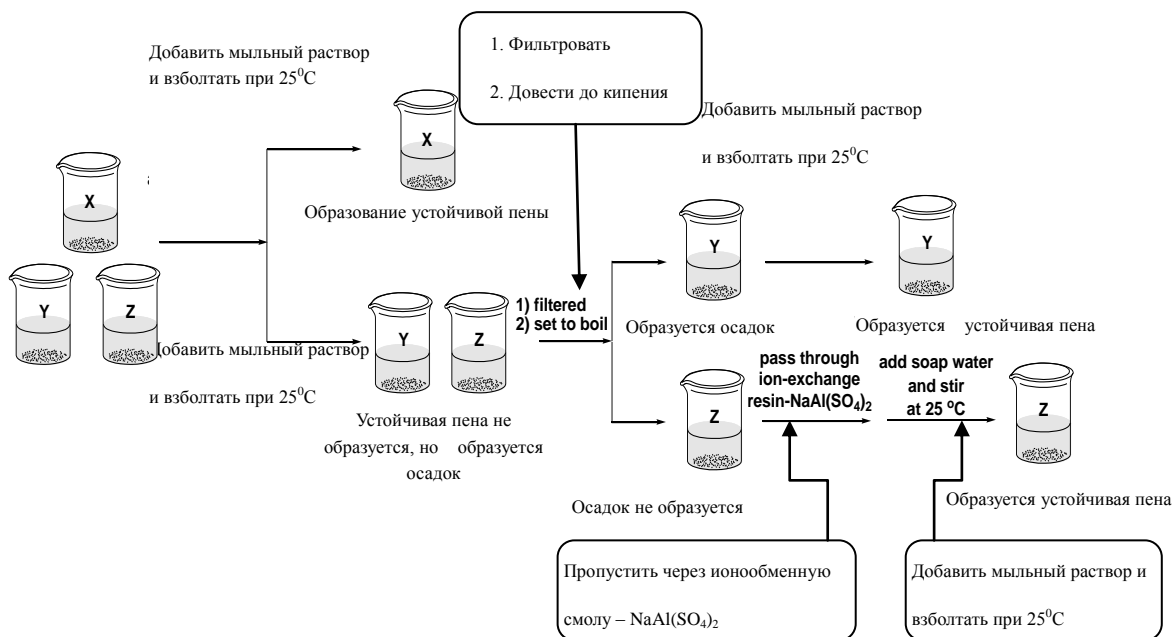 Добавить мыльный раствор
и взболтать при 25⁰С
1. Фильтровать
2. Довести до кипения
Добавить мыльный раствор
и взболтать при 25⁰С
X
X
Образование устойчивой пены
Y
Z
Добавить мыльный раствор
и взболтать при 25⁰С
Y
Z
Устойчивая пена не
образуется, но образуется
осадок
1) filtered
2) set to boil
Y
Образуется осадок
Y
Образуется устойчивая пена
pass through
ion-exchange
resin-NaAl(SO₄)₂
add soap water
and stir
at 25 ⁰C
Z
Осадок не образуется
Z
Образуется устойчивая пена
Пропустить через ионообменную
смолу – NaAl(SO₄)₂
Добавить мыльный раствор и
взболтать при 25⁰С